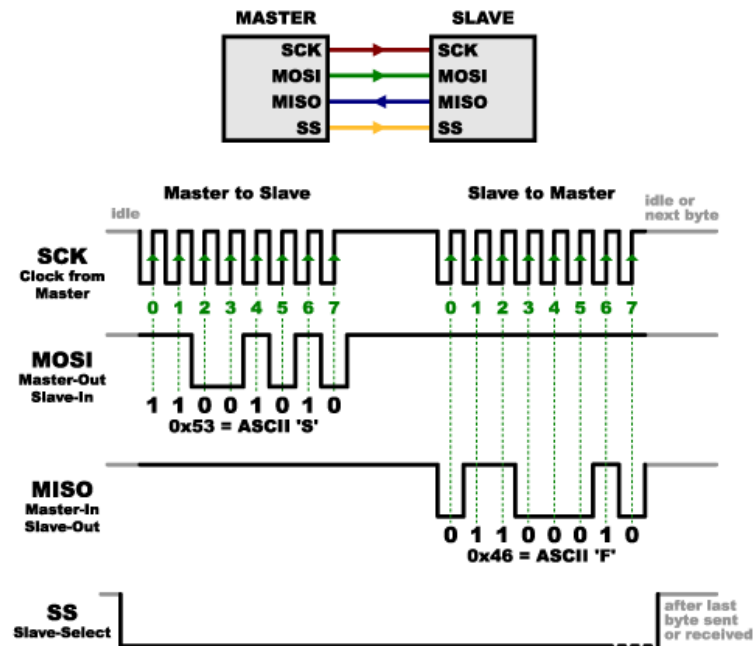 MASTER SLAVE
SCK SCK
MOSI MOSI
MISO MISO
SS SS
Master to Slave Slave to Master
idle
idle or
next byte
SCK
Clock from
Master
0 1 2 3 4 5 6 7 0 1 2 3 4 5 6 7
MOSI
Master-Out
Slave-In
1 1 0 0 1 0 1 0
0x53 = ASCII 'S'
MISO
Master-In
Slave-Out
0 1 1 0 0 0 1 0
0x46 = ASCII 'F'
SS
Slave-Select
after last
byte sent
or received